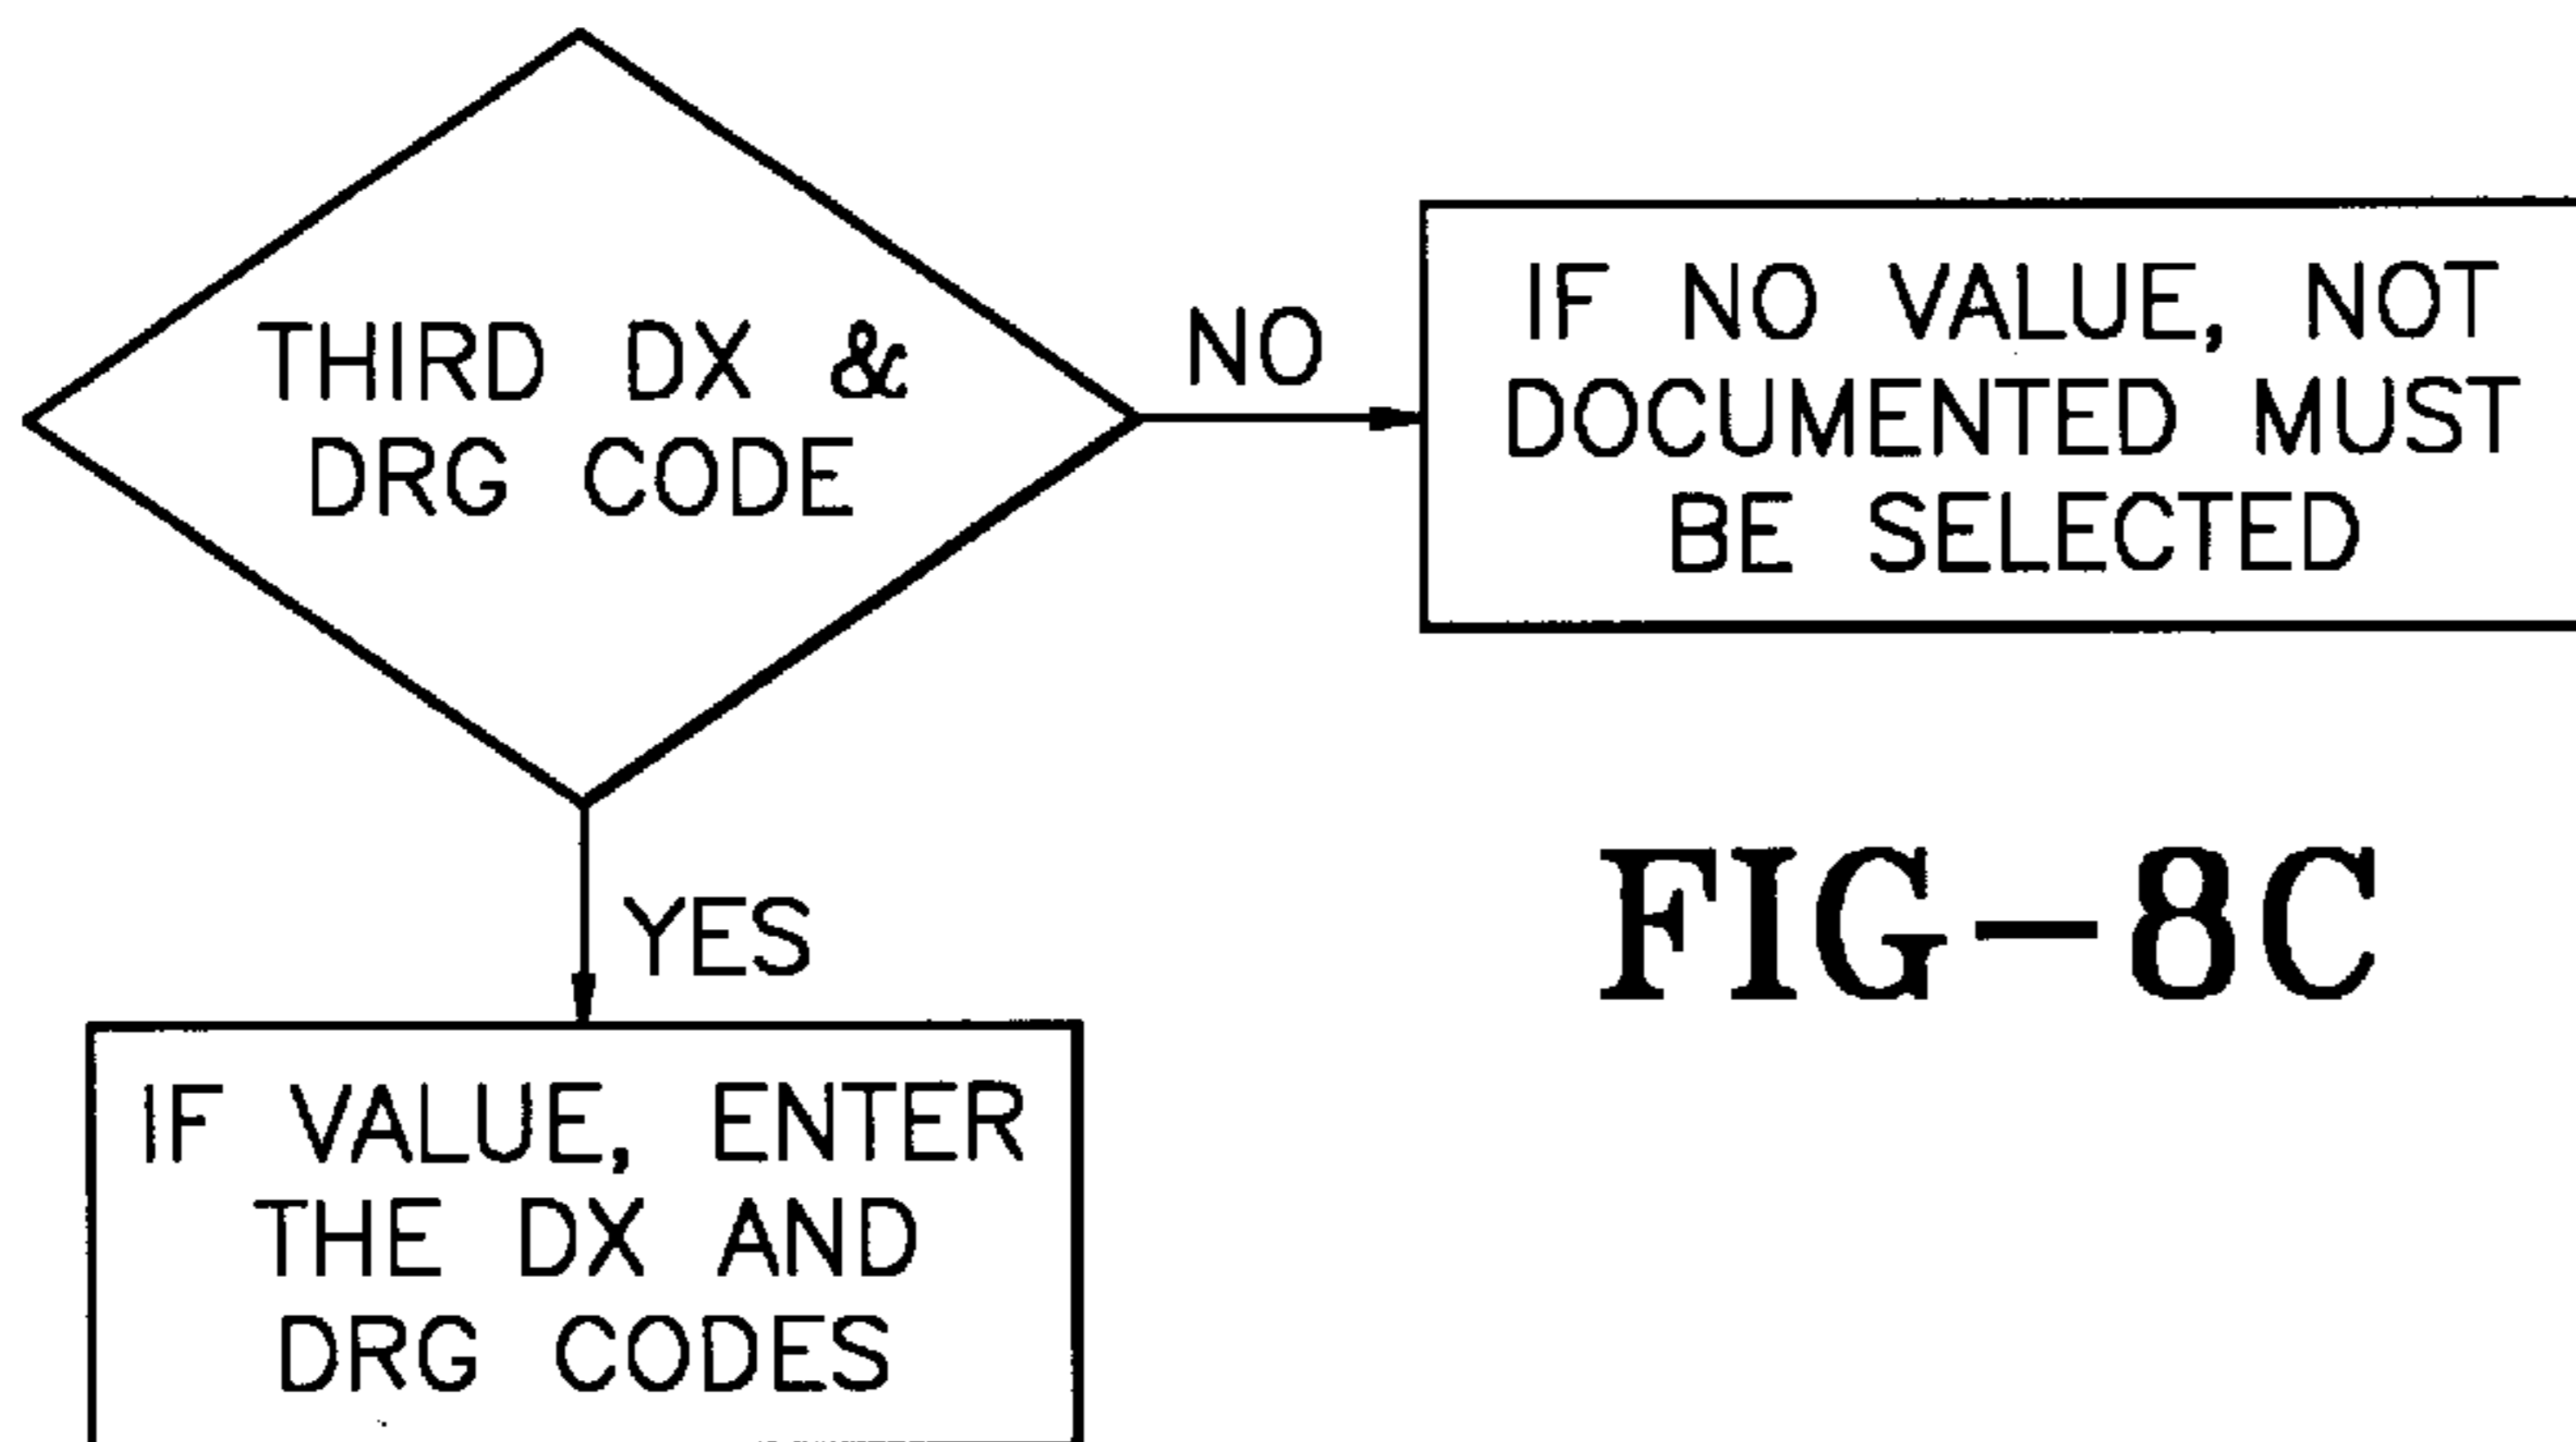 THIRD DX &
DRG CODE
NO
IF NO VALUE, NOT
DOCUMENTED MUST
BE SELECTED
YES
IF VALUE, ENTER
THE DX AND
DRG CODES
FIG-8C